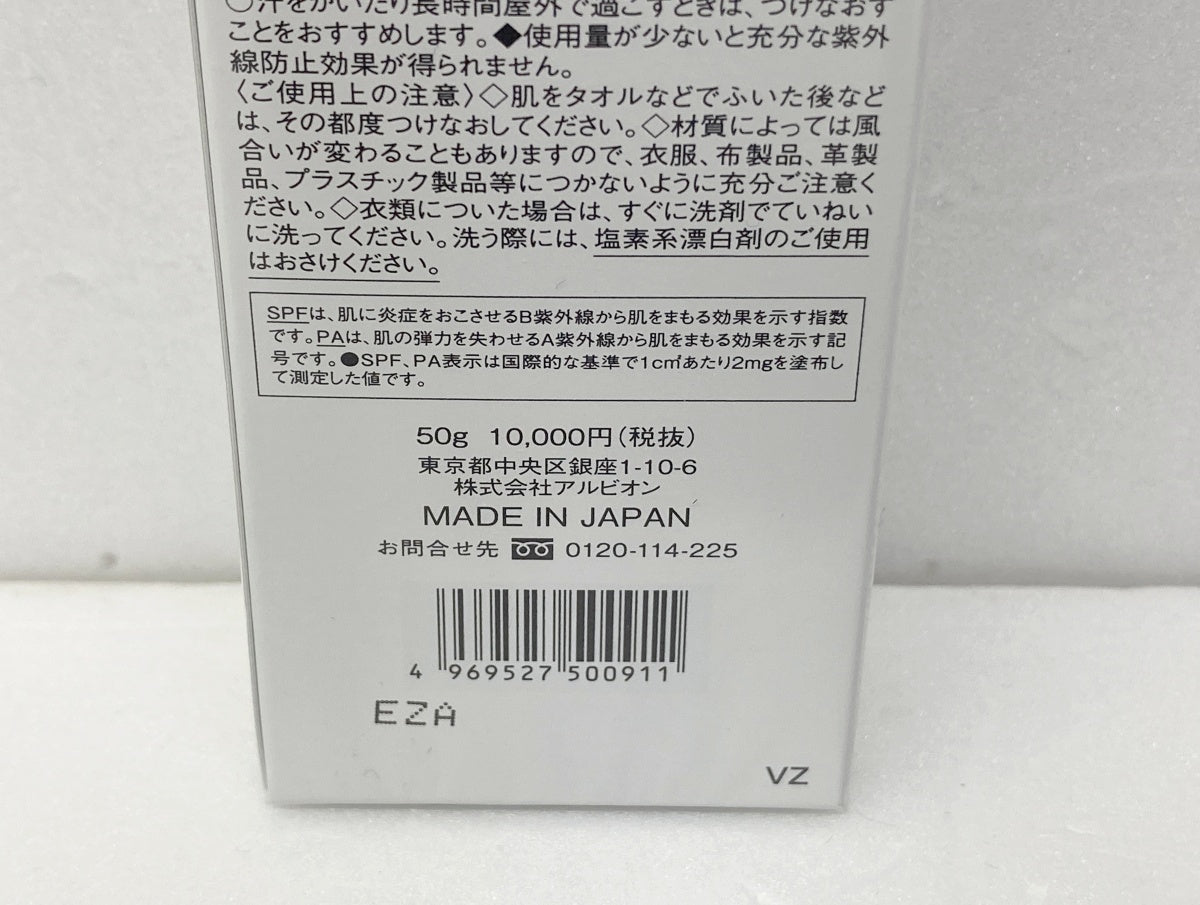 ○汗をかいたり長時間屋外で過ごすときは、つけなおす
ことをおすすめします。◆使用量が少ないと充分な紫外
線防止効果が得られません。
〈ご使用上の注意〉◇肌をタオルなどでふいた後など
は、その都度つけなおしてください。◇材質によっては風
合いが変わることもありますので、衣服、布製品、革製
品、プラスチック製品等につかないように充分ご注意く
ださい。◇衣類についた場合は、すぐに洗剤でていねい
に洗ってください。洗う際には、塩素系漂白剤のご使用
はおさけください。
SPFは、肌に炎症をおこさせるB紫外線から肌をまもる効果を示す指数
です。PAは、肌の弾力を失わせるA紫外線から肌をまもる効果を示す記
号です。●SPF、PA表示は国際的な基準で1c㎡あたり2mgを塗布し
て測定した値です。
50g 10,000円(税抜)
東京都中央区銀座1-10-6
株式会社アルビオン
MADE IN JAPAN
お問合せ先 0120-114-225
4 969527 500911
EZA
VZ